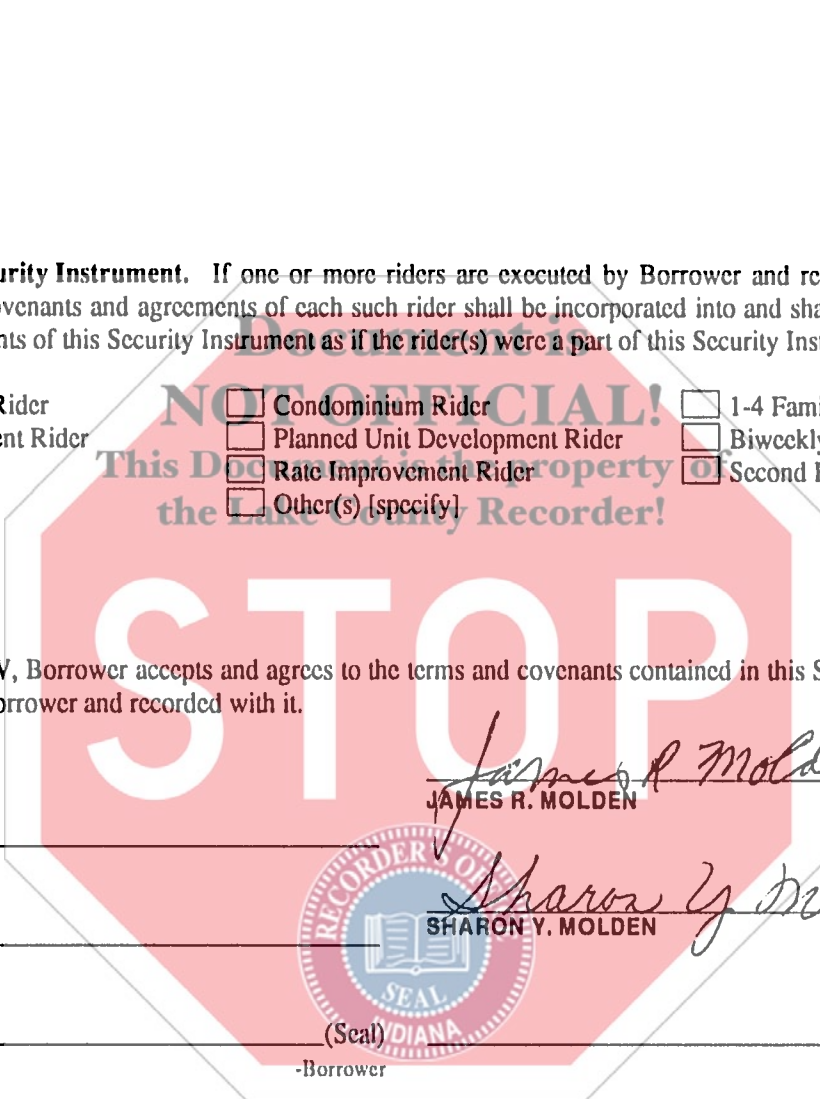 urity Instrument. If one or more riders are executed by Borrower and re
ovenants and agreements of each such rider shall be incorporated into and sha
nts of this Security Instrument as if the rider(s) were a part of this Security Inst
Document is
NOT OFFICIAL!
This Document is the property of
the Lake County Recorder!
Rider
Condominium Rider
1-4 Fami
ent Rider
Planned Unit Development Rider
Biweekly
Rate Improvement Rider
Second
Other(s) [specify]
STOP
, Borrower accepts and agrees to the terms and covenants contained in this S
orrower and recorded with it.
James R Mold
JAMES R. MOLDEN
Sharon Y M
SHARON Y. MOLDEN
RECORDER'S OFFICE
SEAL
INDIANA
(Seal)
-Borrower